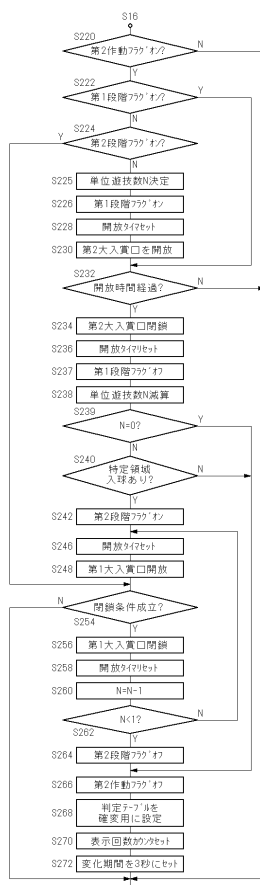 S16
S220
第2作動フラグオン?
N
Y
S222
第1段階フラグオン?
Y
N
S224
Y
第2段階フラグオン?
N
S225
単位遊技数N決定
S226
第1段階フラグオン
S228
開放タイマセット
S230
第2大入賞口を開放
S232
開放時間経過?
N
Y
S234
第2大入賞口閉鎖
S236
開放タイマリセット
S237
第1段階フラグオフ
S238
単位遊技数N減算
S239
N=0?
Y
N
S240
特定領域
入球あり?
N
Y
S242
第2段階フラグオン
S246
開放タイマセット
S248
第1大入賞口開放
N
閉鎖条件成立?
S254
Y
S256
第1大入賞口閉鎖
S258
開放タイマリセット
S260
N=N-1
N<1?
N
S262
Y
S264
第2段階フラグオフ
S266
第2作動フラグオフ
S268
判定テーブルを
確変用に設定
S270
表示回数カウンタセット
S272
変化期間を3秒にセット